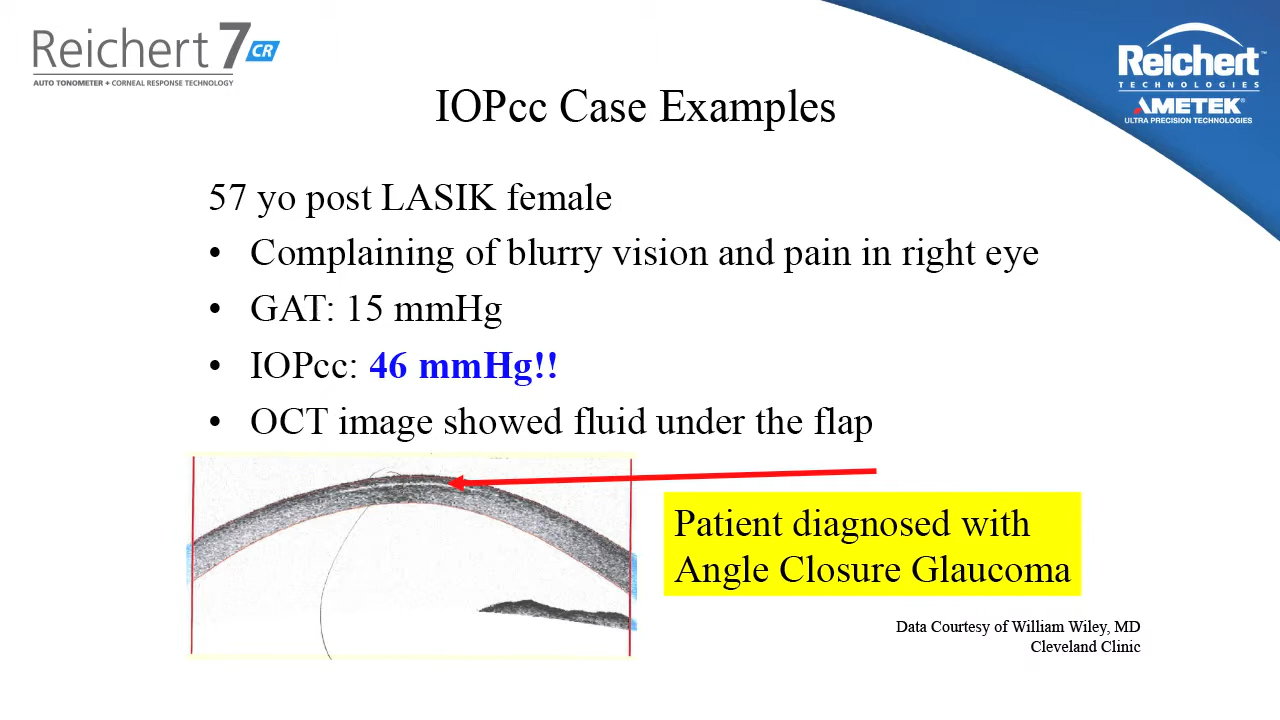 Reichert 7 CR
AUTO TONOMETER + CORNEAL RESPONSE TECHNOLOGY
Reichert™
TECHNOLOGIES
AMETEK®
ULTRA PRECISION TECHNOLOGIES
IOPcc Case Examples
57 yo post LASIK female
• Complaining of blurry vision and pain in right eye
• GAT: 15 mmHg
• IOPcc: 46 mmHg!!
• OCT image showed fluid under the flap
Patient diagnosed with
Angle Closure Glaucoma
Data Courtesy of William Wiley, MD
Cleveland Clinic